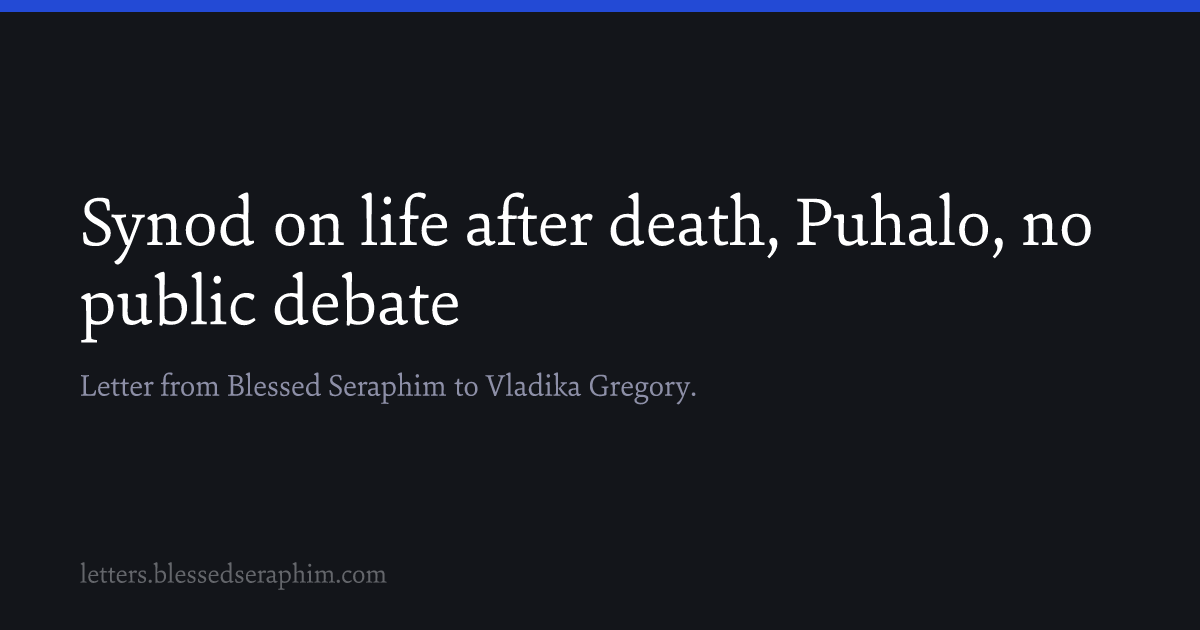 Synod on life after death, Puhalo, no
public debate
Letter from Blessed Seraphim to Vladika Gregory.
letters.blessedseraphim.com